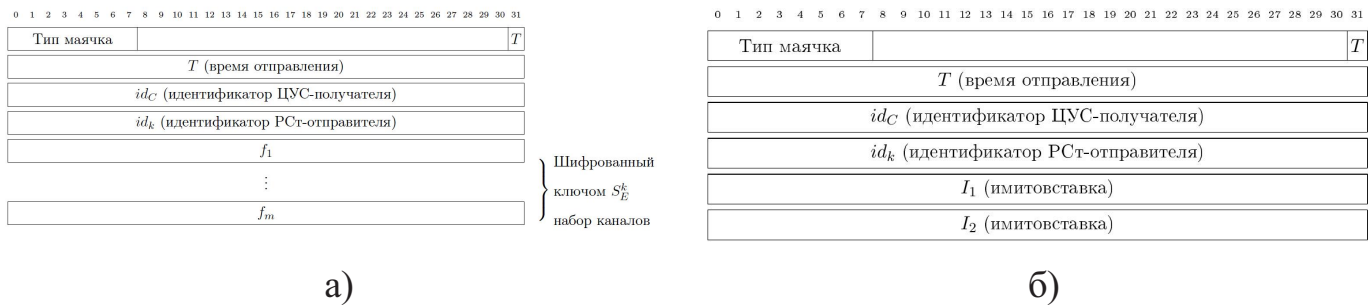 0 1 2 3 4 5 6 7 8 9 10 11 12 13 14 15 16 17 18 19 20 21 22 23 24 25 26 27 28 29 30 31
Тип маячка T
T (время отправления)
id_C (идентификатор ЦУС-получателя)
id_k (идентификатор РСт-отправителя)
f_1
⋮
f_m
Шифрованный
ключом S_E^k
набор каналов
а)
0 1 2 3 4 5 6 7 8 9 10 11 12 13 14 15 16 17 18 19 20 21 22 23 24 25 26 27 28 29 30 31
Тип маячка T
T (время отправления)
id_C (идентификатор ЦУС-получателя)
id_k (идентификатор РСт-отправителя)
I_1 (имитовставка)
I_2 (имитовставка)
б)